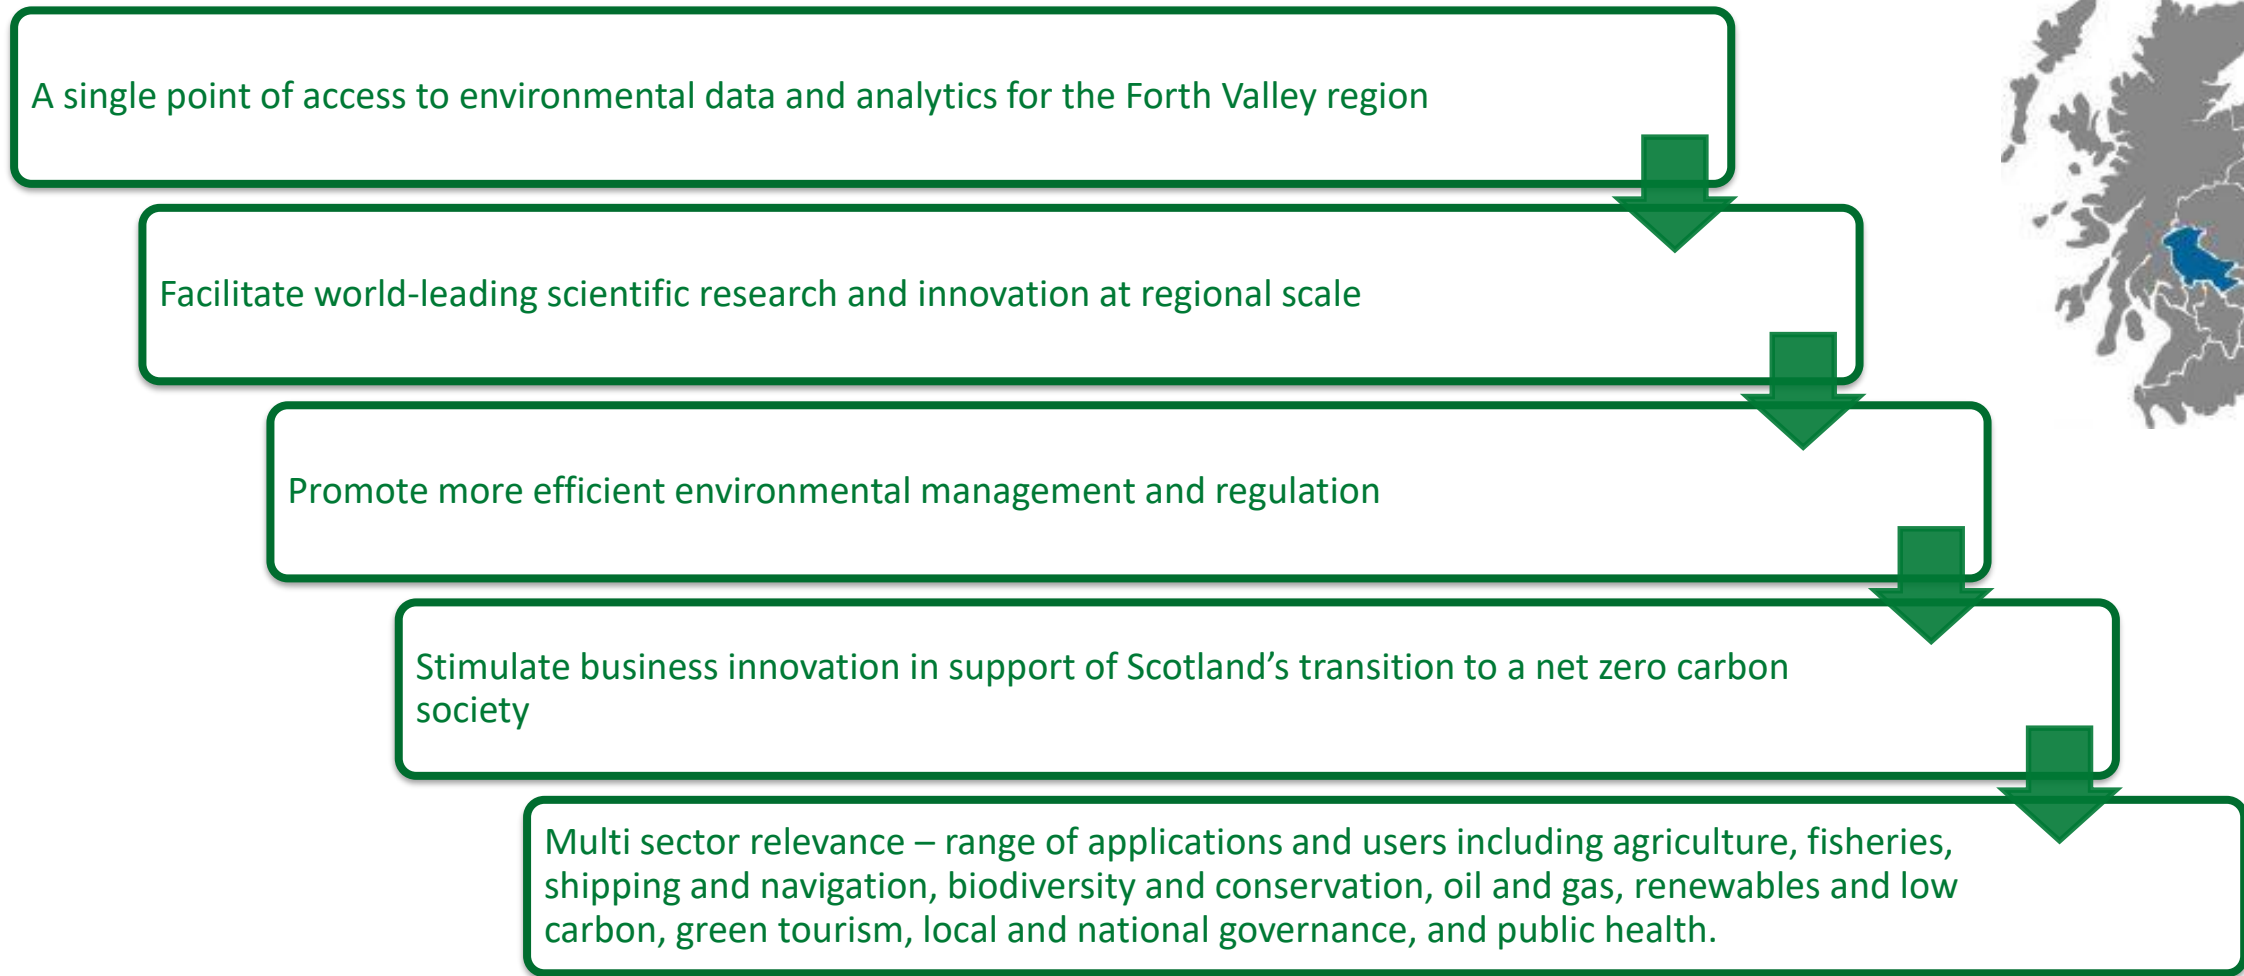 A single point of access to environmental data and analytics for the Forth Valley region
Facilitate world-leading scientific research and innovation at regional scale
Promote more efficient environmental management and regulation
Stimulate business innovation in support of Scotland’s transition to a net zero carbon
society
Multi sector relevance – range of applications and users including agriculture, fisheries,
shipping and navigation, biodiversity and conservation, oil and gas, renewables and low
carbon, green tourism, local and national governance, and public health.